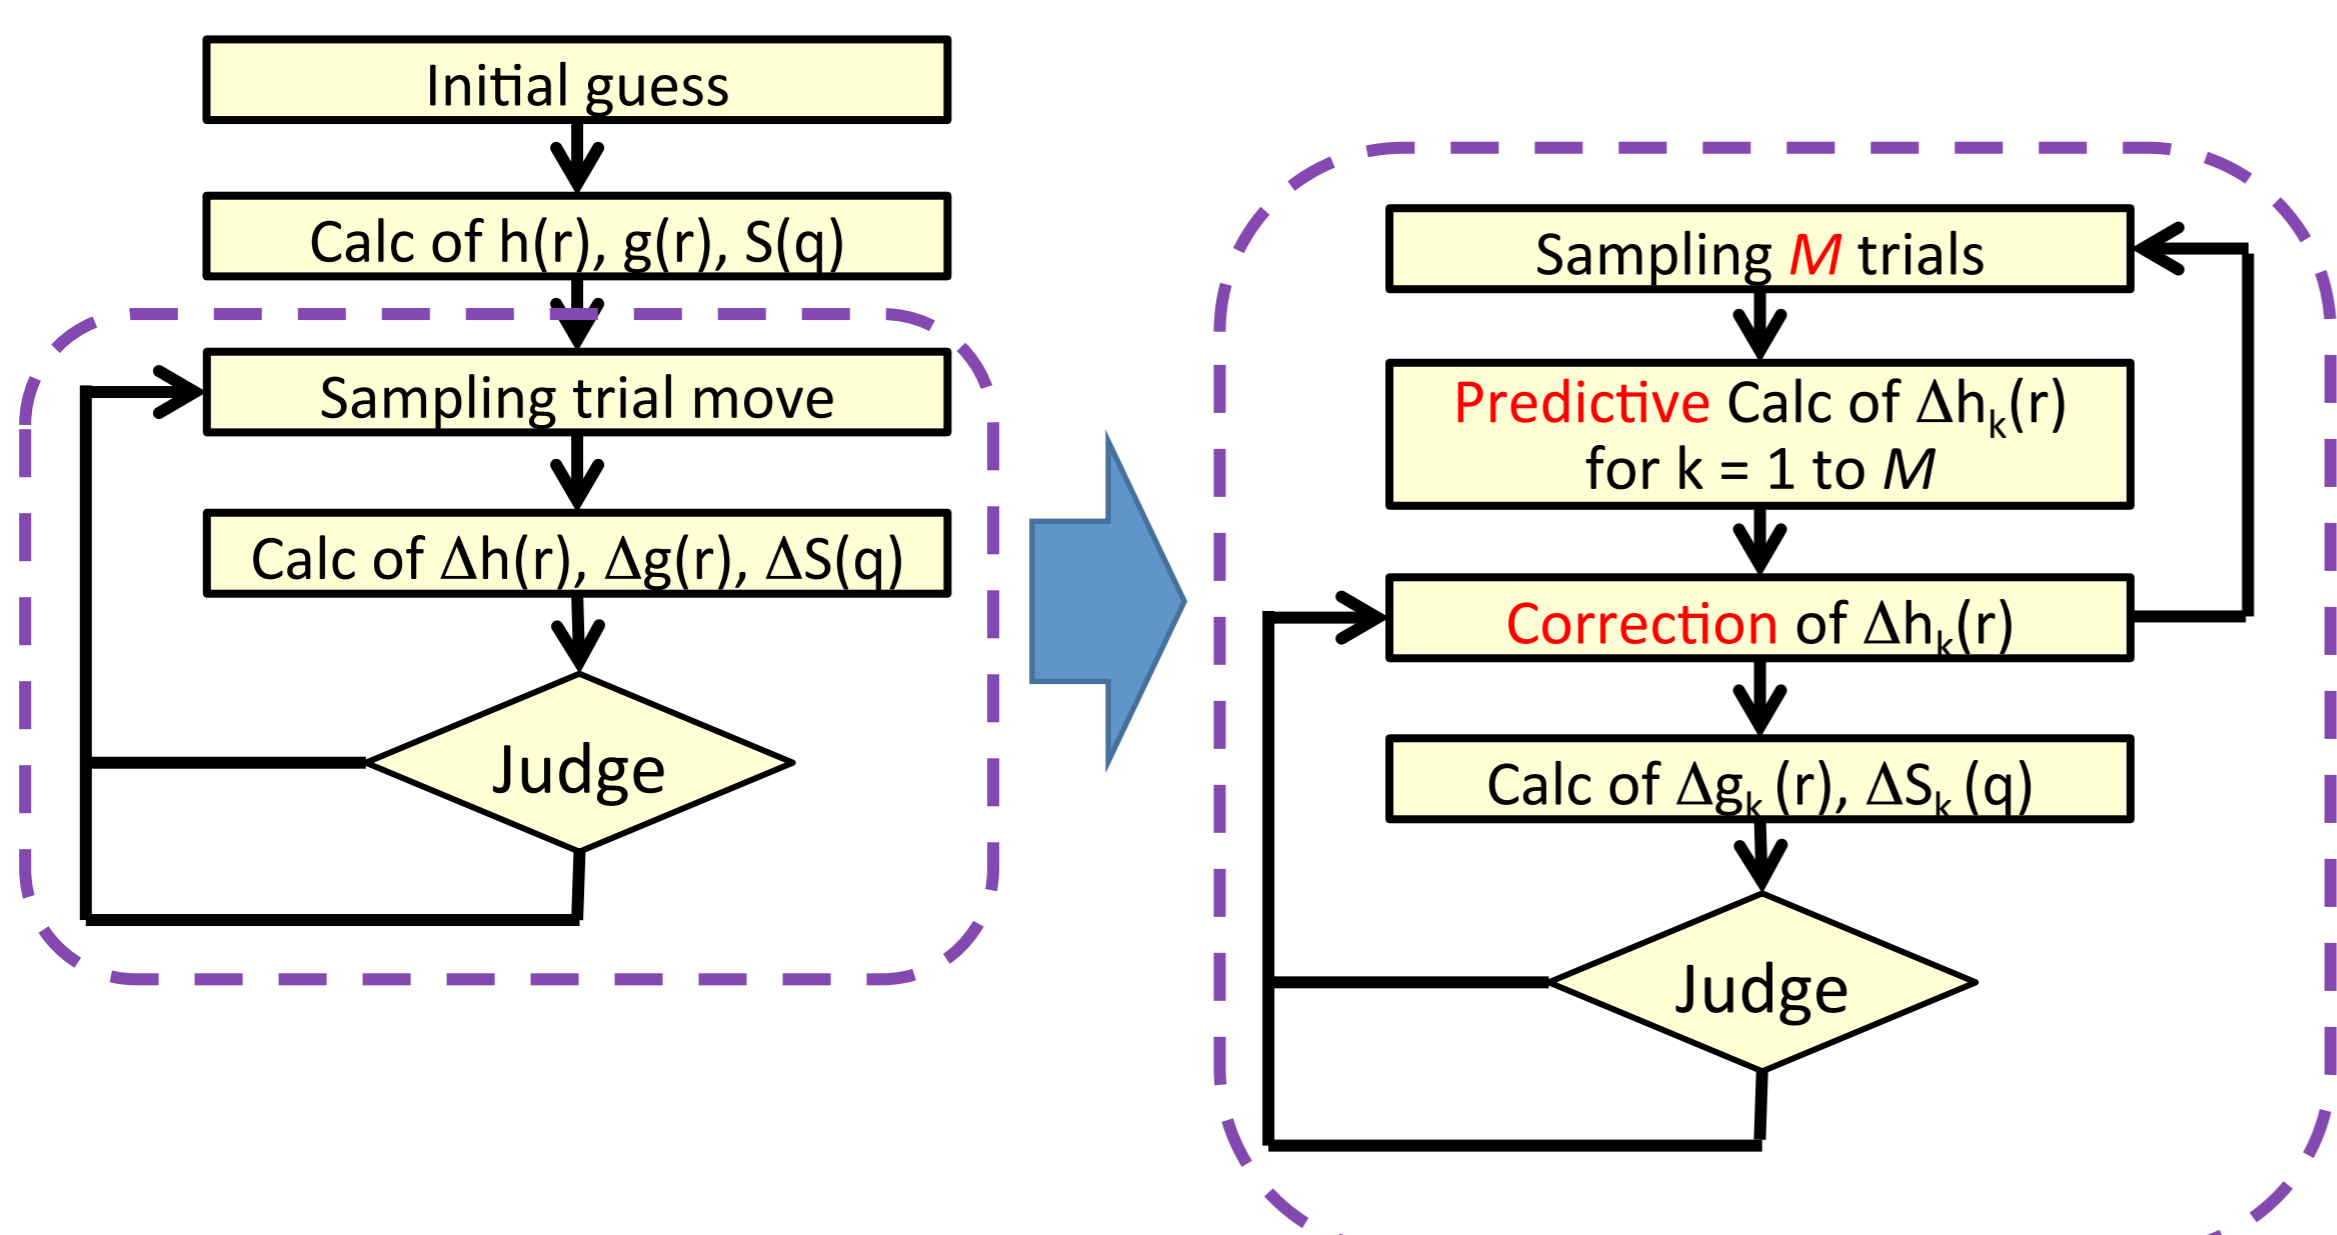 Initial guess
Calc of h(r), g(r), S(q)
Sampling trial move
Calc of Δh(r), Δg(r), ΔS(q)
Judge
Sampling M trials
Predictive Calc of Δhk(r)
for k = 1 to M
Correction of Δhk(r)
Calc of Δgk (r), ΔSk (q)
Judge